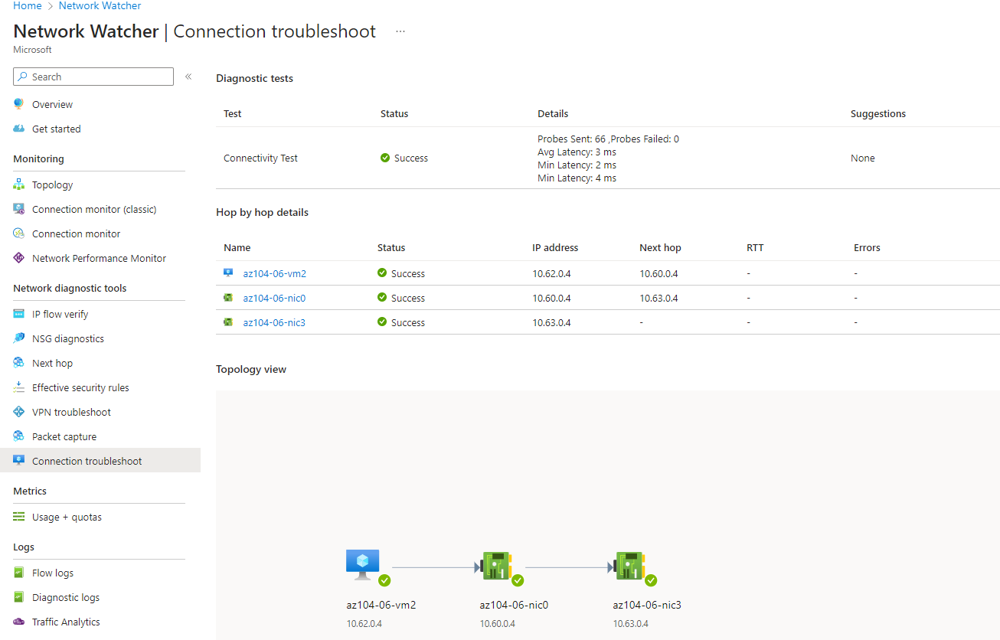 Home > Network Watcher
Network Watcher | Connection troubleshoot ...
Microsoft
Search «
Overview
Get started
Monitoring
Topology
Connection monitor (classic)
Connection monitor
Network Performance Monitor
Network diagnostic tools
IP flow verify
NSG diagnostics
Next hop
Effective security rules
VPN troubleshoot
Packet capture
Connection troubleshoot
Metrics
Usage + quotas
Logs
Flow logs
Diagnostic logs
Traffic Analytics
Diagnostic tests
Test Status Details Suggestions
Connectivity Test Success Probes Sent: 66 ,Probes Failed: 0 None
Avg Latency: 3 ms
Min Latency: 2 ms
Min Latency: 4 ms
Hop by hop details
Name Status IP address Next hop RTT Errors
az104-06-vm2 Success 10.62.0.4 10.60.0.4 - -
az104-06-nic0 Success 10.60.0.4 10.63.0.4 - -
az104-06-nic3 Success 10.63.0.4 - - -
Topology view
az104-06-vm2 az104-06-nic0 az104-06-nic3
10.62.0.4 10.60.0.4 10.63.0.4